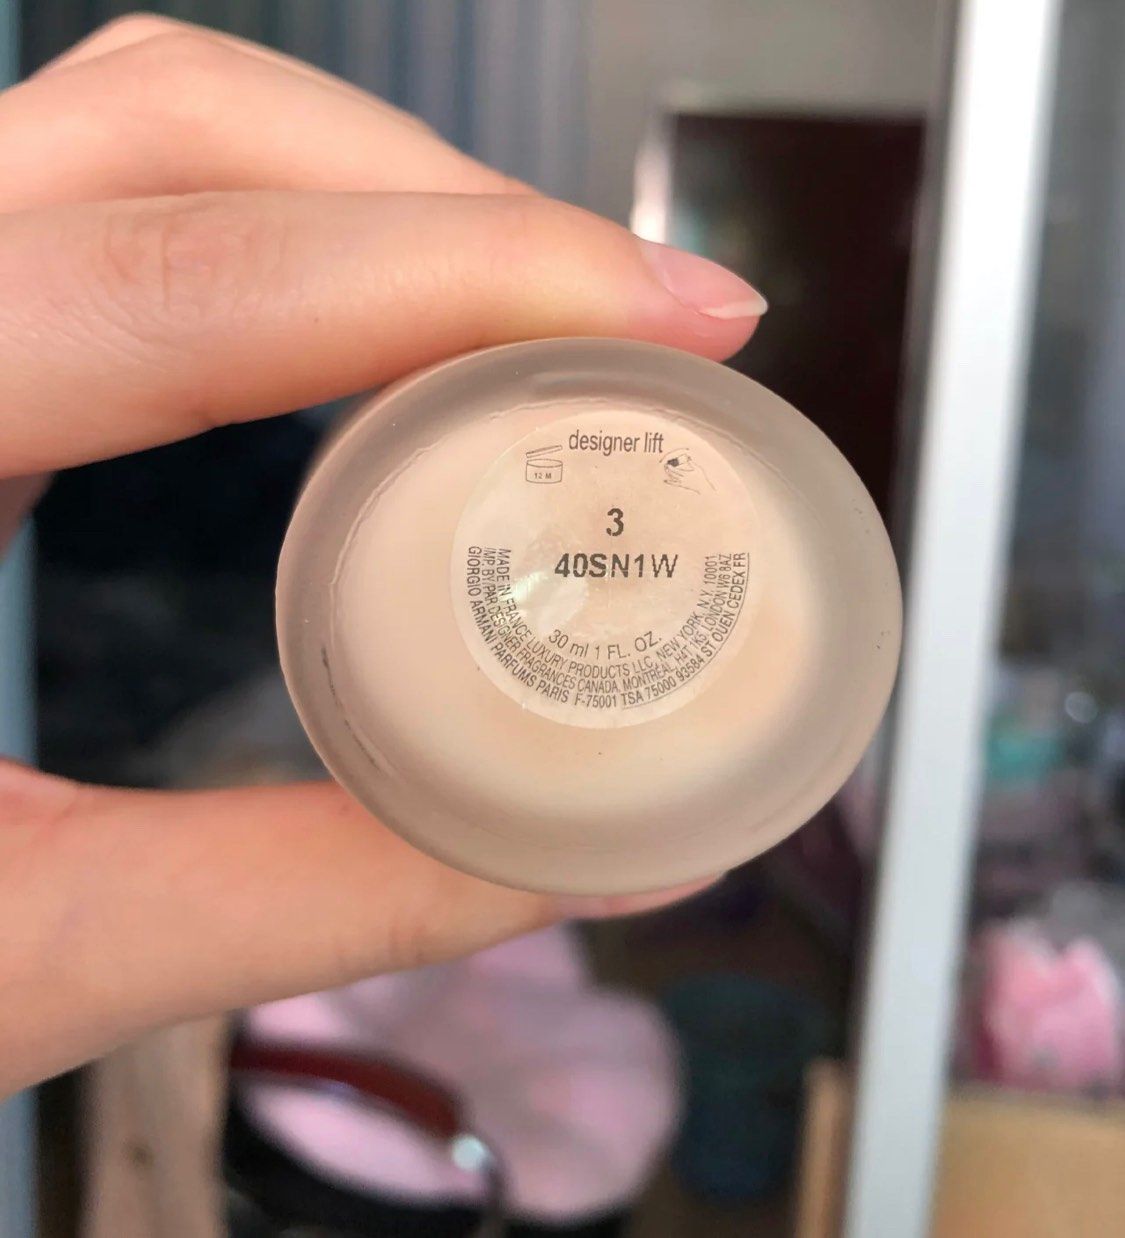 designer lift
12 M
3
40SN1W
30 ml 1 FL. OZ.
MADE IN FRANCE LUXURY PRODUCTS LLC, NEW YORK, N.Y. 10001
IMP. BY/PAR DESIGNER FRAGRANCES CANADA, MONTREAL H4T 1K5 LONDON W6 8AZ
GIORGIO ARMANI PARFUMS PARIS F-75001 TSA 75000 93584 ST OUEN CEDEX FR